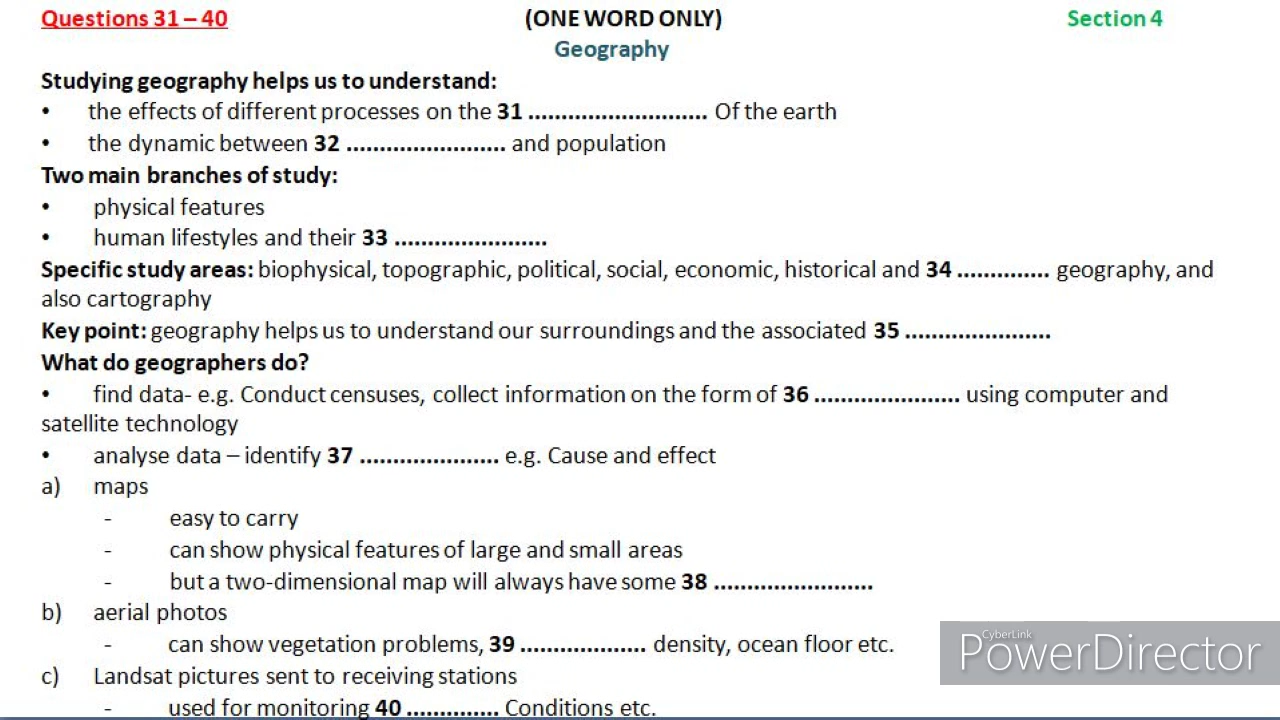 Questions 31 – 40 (ONE WORD ONLY) Section 4
Geography
Studying geography helps us to understand:
• the effects of different processes on the 31 ........................... Of the earth
• the dynamic between 32 ........................ and population
Two main branches of study:
• physical features
• human lifestyles and their 33 .......................
Specific study areas: biophysical, topographic, political, social, economic, historical and 34 .............. geography, and
also cartography
Key point: geography helps us to understand our surroundings and the associated 35 ......................
What do geographers do?
• find data- e.g. Conduct censuses, collect information on the form of 36 ...................... using computer and
satellite technology
• analyse data – identify 37 ..................... e.g. Cause and effect
a) maps
- easy to carry
- can show physical features of large and small areas
- but a two-dimensional map will always have some 38 ........................
b) aerial photos
- can show vegetation problems, 39 ................... density, ocean floor etc.
c) Landsat pictures sent to receiving stations
- used for monitoring 40 .............. Conditions etc.
CyberLink
PowerDirector